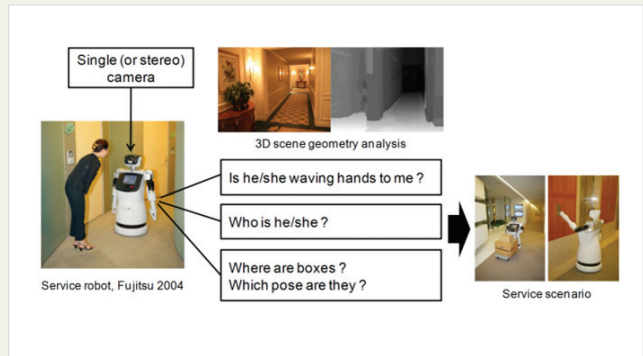 Single (or stereo)
camera
3D scene geometry analysis
Is he/she waving hands to me ?
Who is he/she ?
Where are boxes ?
Which pose are they ?
Service robot, Fujitsu 2004
Service scenario